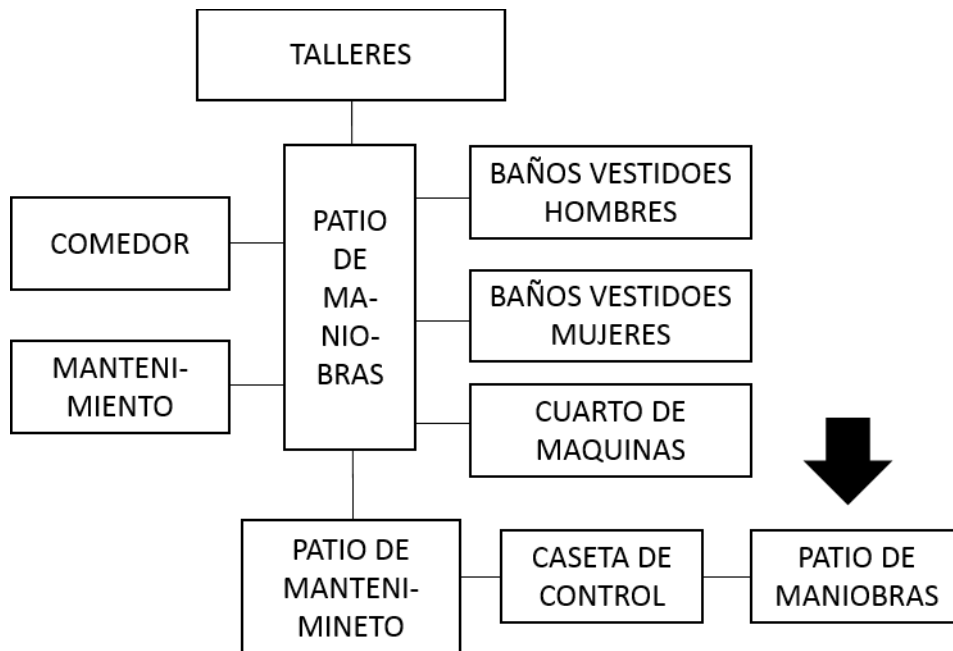 TALLERES
PATIO
DE
MA-
NIO-
BRAS
BAÑOS VESTIDOES
HOMBRES
COMEDOR
BAÑOS VESTIDOES
MUJERES
MANTENI-
MIENTO
CUARTO DE
MAQUINAS
PATIO DE
MANTENI-
MINETO
CASETA DE
CONTROL
PATIO DE
MANIOBRAS